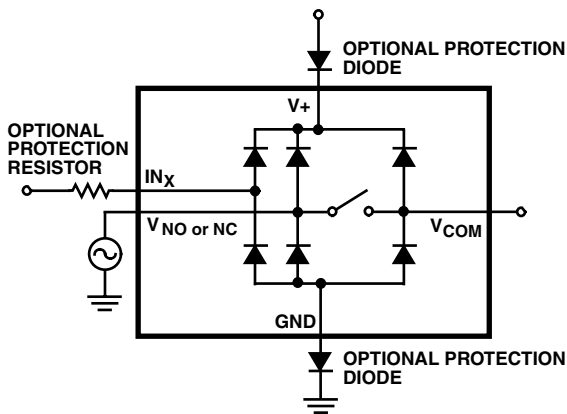 OPTIONAL PROTECTION
DIODE
V+
OPTIONAL
PROTECTION
RESISTOR
INX
VNO or NC
VCOM
GND
OPTIONAL PROTECTION
DIODE